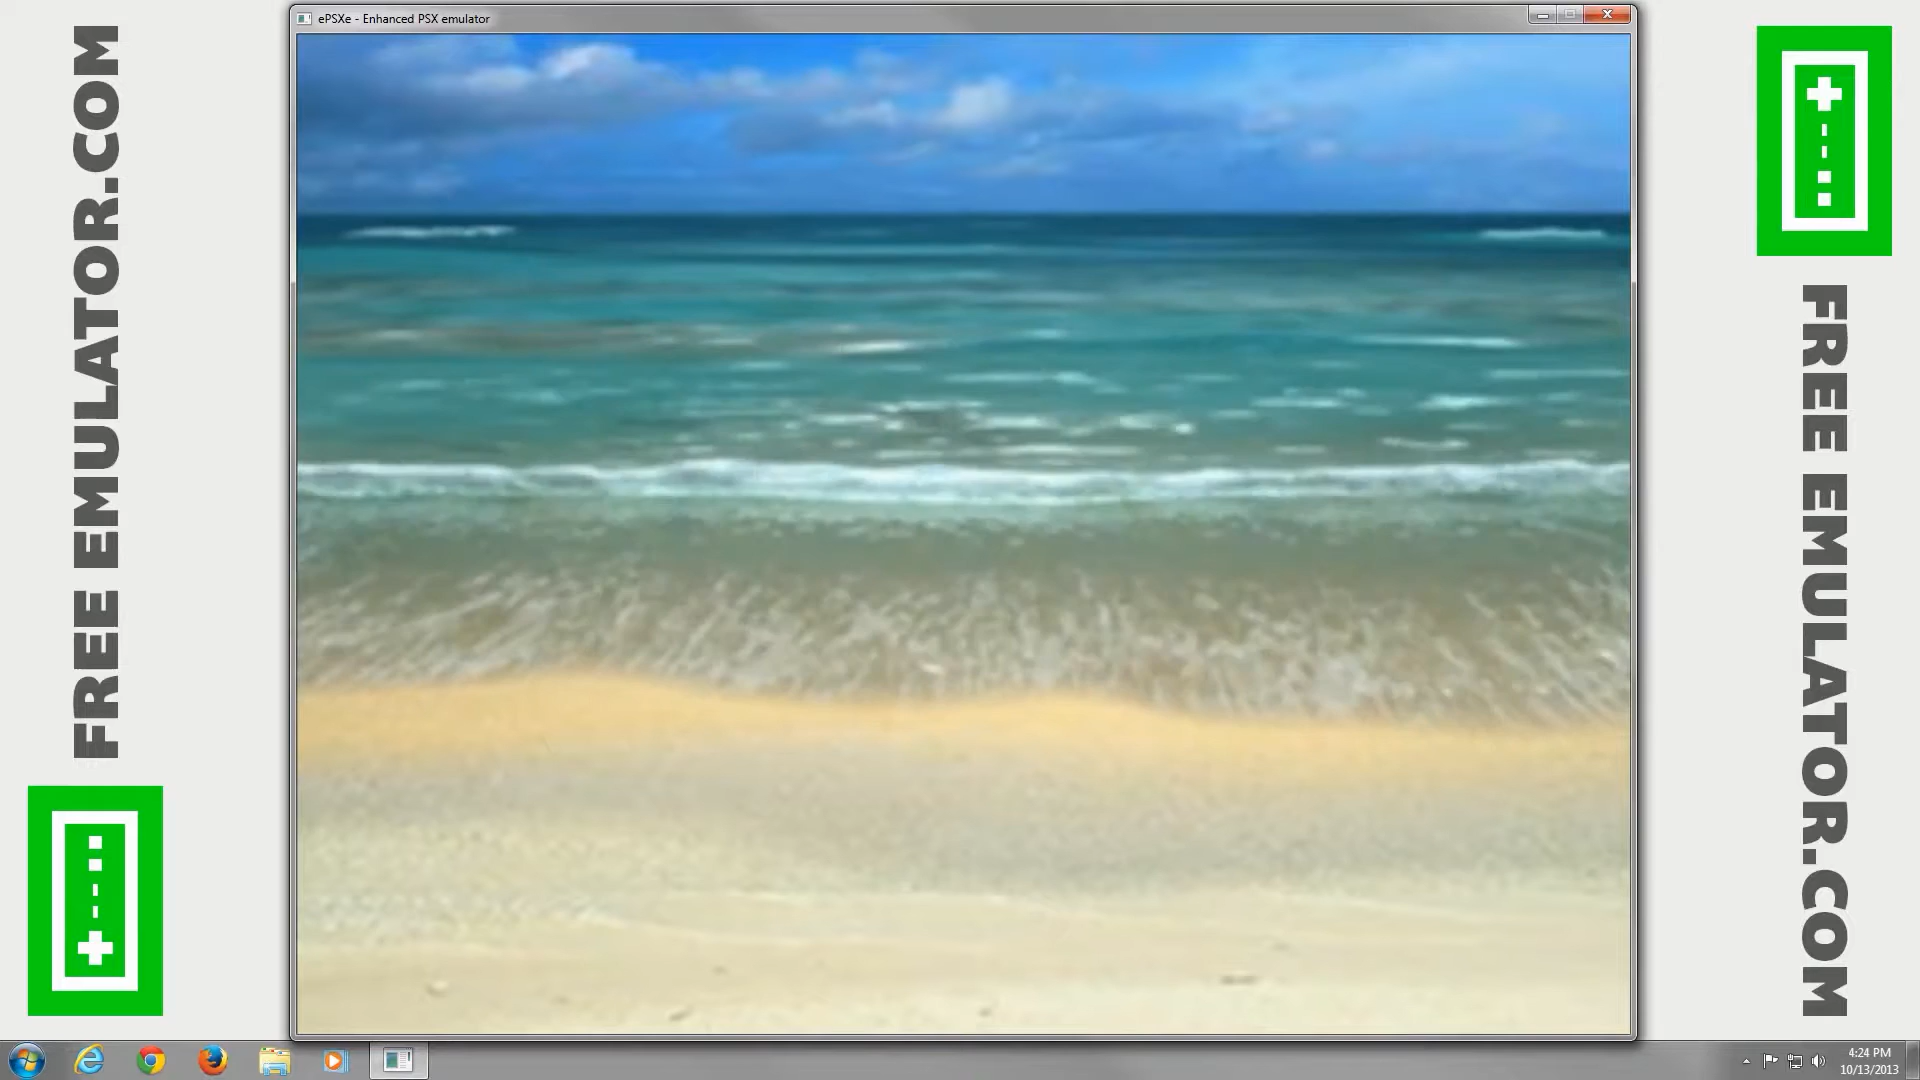 ePSXe - Enhanced PSX emulator
FREE EMULATOR.COM
FREE EMULATOR.COM
4:24 PM
10/13/2013